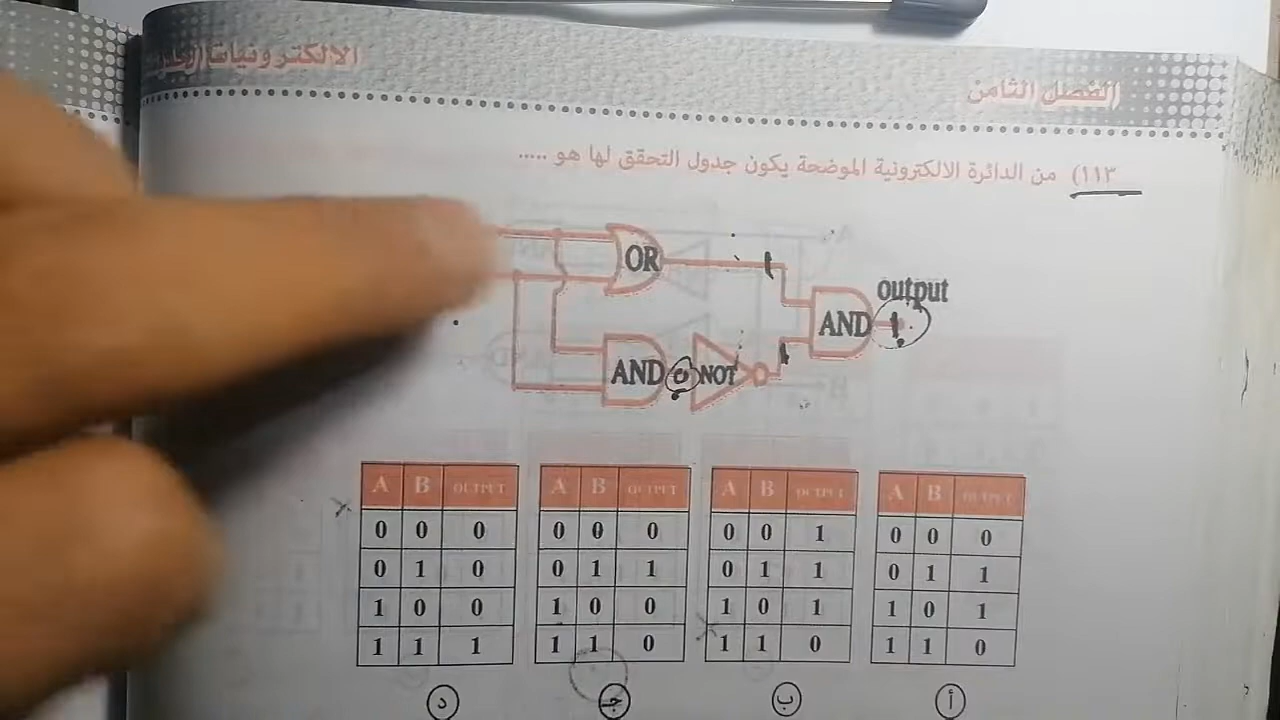 الفصل الثامن
الالكترونيات
١١٣) من الدائرة الالكترونية الموضحة يكون جدول التحقق لها هو .....
OR
output
1
1
AND
1
AND
0
NOT
A B OUTPUT
0 0 0
0 1 1
1 0 1
1 1 0
أ
A B OUTPUT
0 0 1
0 1 1
1 0 1
1 1 0
ب
A B OUTPUT
0 0 0
0 1 1
1 0 0
1 1 0
جـ
A B OUTPUT
0 0 0
0 1 0
1 0 0
1 1 1
د